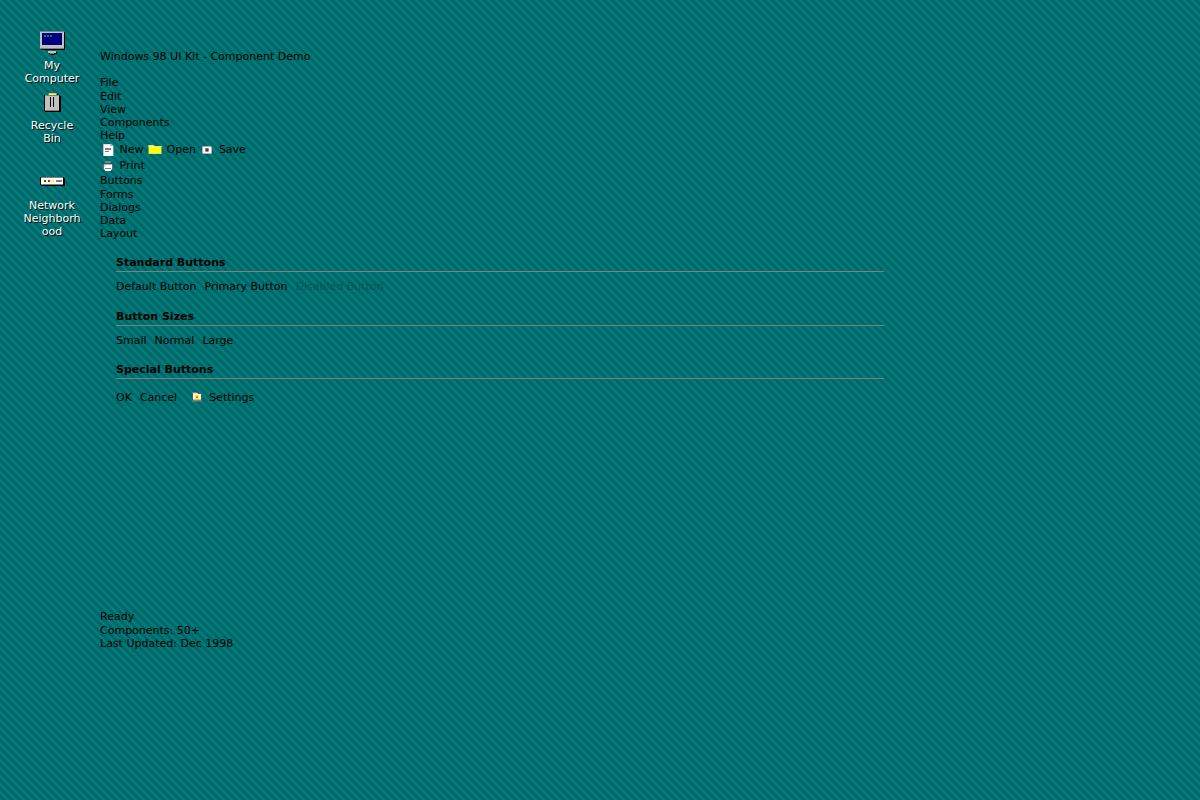 My
Computer
Recycle
Bin
Network
Neighborh
ood
Windows 98 UI Kit - Component Demo
File
Edit
View
Components
Help
New Open Save
Print
Buttons
Forms
Dialogs
Data
Layout
Standard Buttons
Default Button Primary Button Disabled Button
Button Sizes
Small Normal Large
Special Buttons
OK Cancel Settings
Ready
Components: 50+
Last Updated: Dec 1998